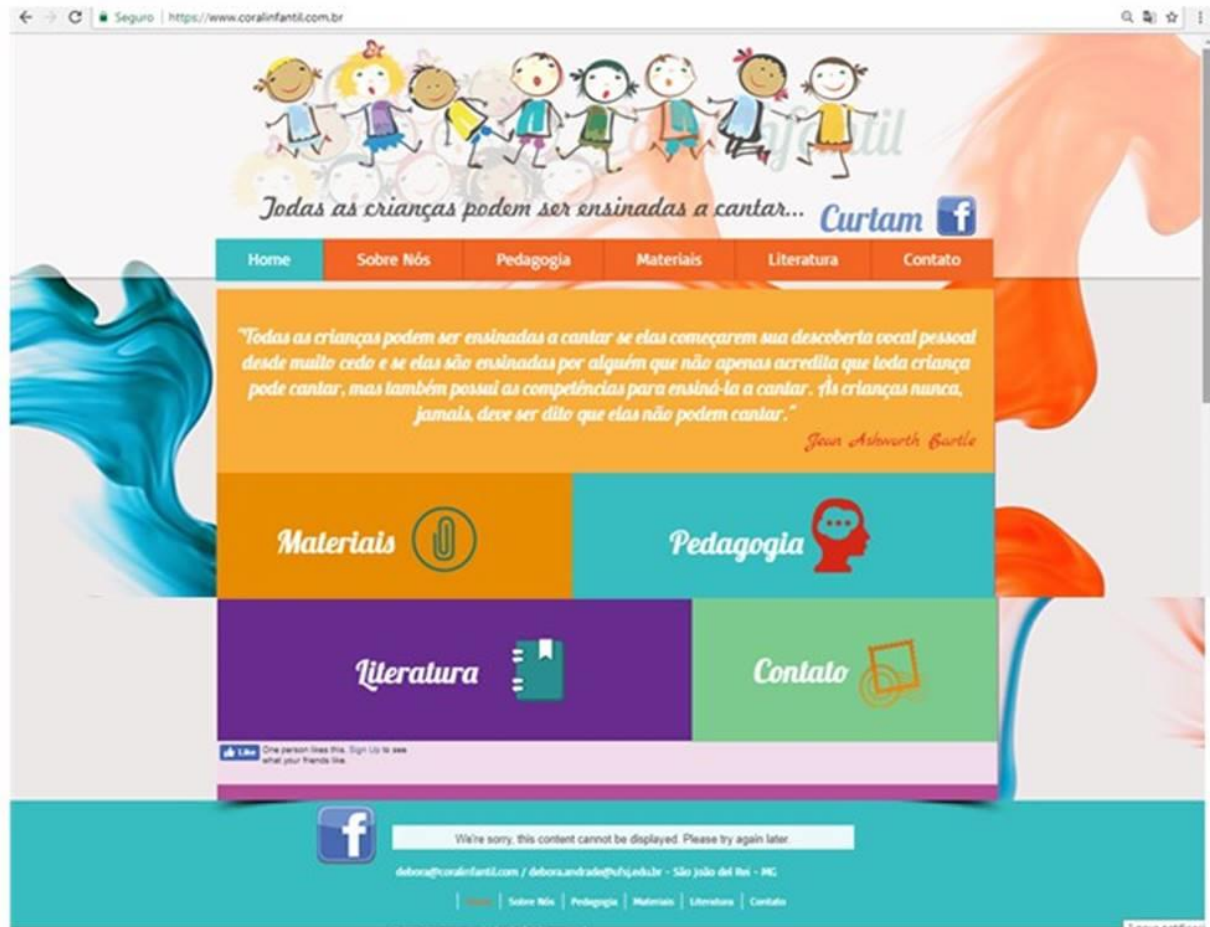 Seguro | https://www.coralinfantil.com.br
Coral Infantil
Todas as crianças podem ser ensinadas a cantar...
Curtam f
Home Sobre Nós Pedagogia Materiais Literatura Contato
"Todas as crianças podem ser ensinadas a cantar se elas começarem sua descoberta vocal pessoal
desde muito cedo e se elas são ensinadas por alguém que não apenas acredita que toda criança
pode cantar, mas também possui as competências para ensiná-la a cantar. Às crianças nunca,
jamais, deve ser dito que elas não podem cantar."
Jean Ashworth Bartle
Materiais
Pedagogia
Literatura
Contato
Like One person likes this. Sign Up to see
what your friends like.
f
We're sorry, this content cannot be displayed. Please try again later.
debora@coralinfantil.com / debora.andrade@ufsj.edu.br - São João del Rei - MG
Home | Sobre Nós | Pedagogia | Materiais | Literatura | Contato